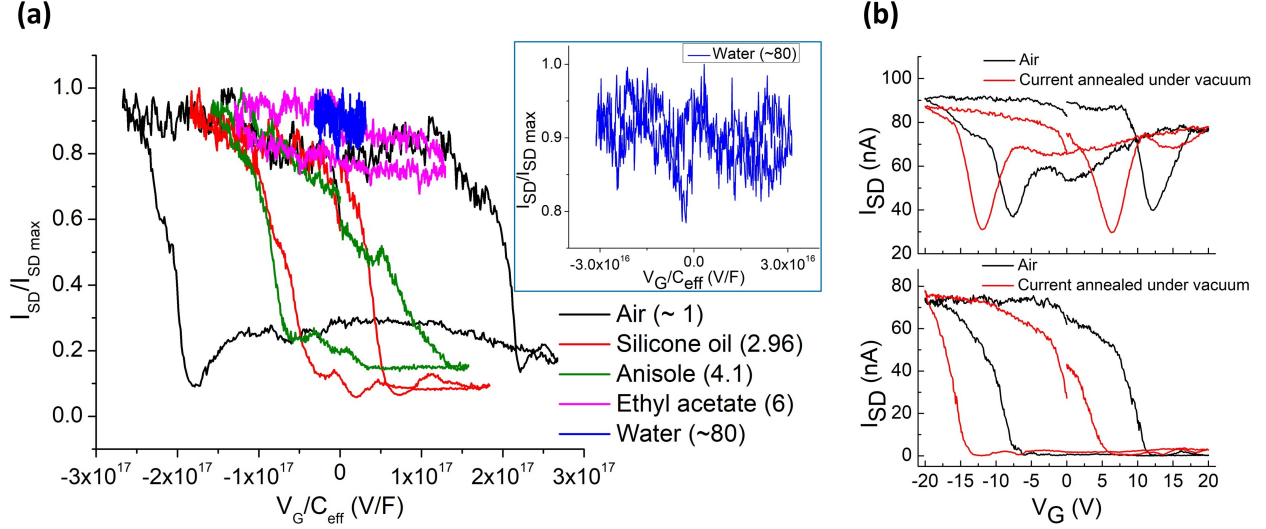 (a)
1.0
0.8
0.6
0.4
0.2
0.0
I_SD/I_SD max
-3x10^17
-2x10^17
-1x10^17
0
1x10^17
2x10^17
3x10^17
V_G/C_eff (V/F)
Water (~80)
1.0
0.9
0.8
I_SD/I_SD max
-3.0x10^16
0.0
3.0x10^16
V_G/C_eff (V/F)
Air (~ 1)
Silicone oil (2.96)
Anisole (4.1)
Ethyl acetate (6)
Water (~80)
(b)
Air
Current annealed under vacuum
100
80
60
40
20
I_SD (nA)
Air
Current annealed under vacuum
80
60
40
20
0
I_SD (nA)
-20
-15
-10
-5
0
5
10
15
20
V_G (V)